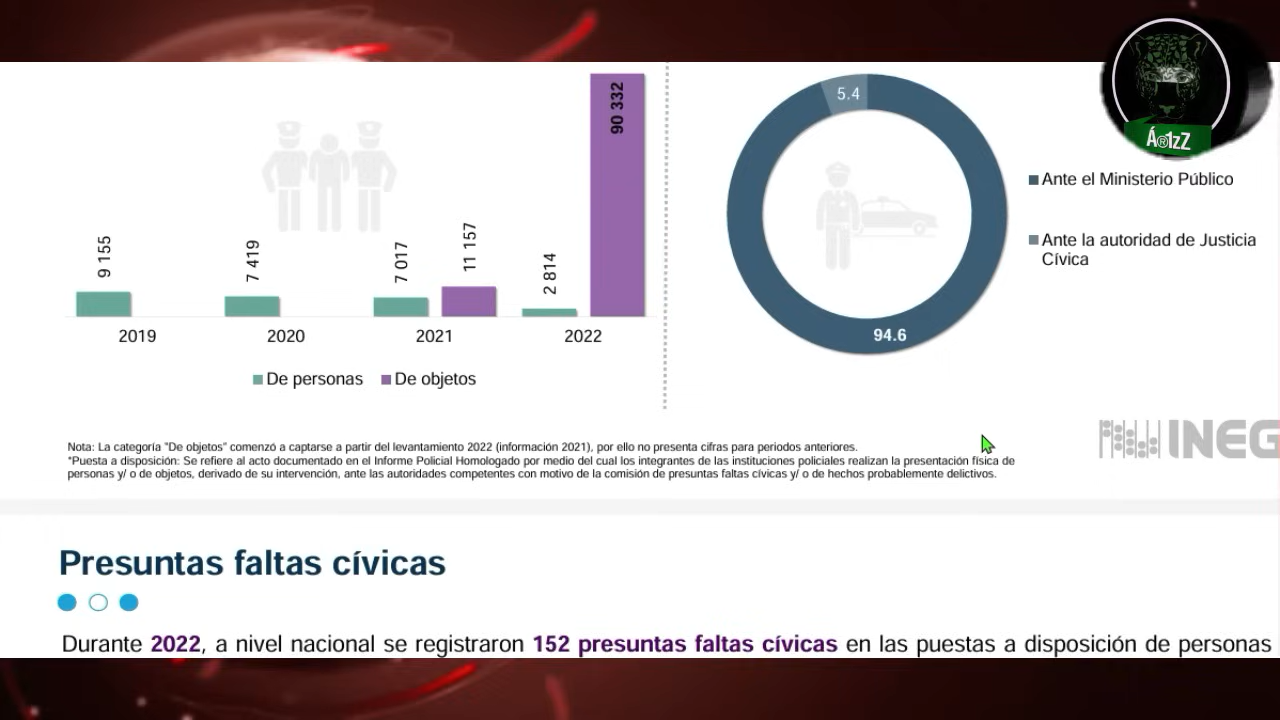 9 155
7 419
7 017
11 157
2 814
90 332
2019
2020
2021
2022
De personas
De objetos
5.4
94.6
Ante el Ministerio Público
Ante la autoridad de Justicia
Cívica
Á®1zZ
Nota: La categoría "De objetos" comenzó a captarse a partir del levantamiento 2022 (información 2021), por ello no presenta cifras para periodos anteriores.
*Puesta a disposición: Se refiere al acto documentado en el Informe Policial Homologado por medio del cual los integrantes de las instituciones policiales realizan la presentación física de
personas y/ o de objetos, derivado de su intervención, ante las autoridades competentes con motivo de la comisión de presuntas faltas cívicas y/ o de hechos probablemente delictivos.
INEG
Presuntas faltas cívicas
Durante 2022, a nivel nacional se registraron 152 presuntas faltas cívicas en las puestas a disposición de personas